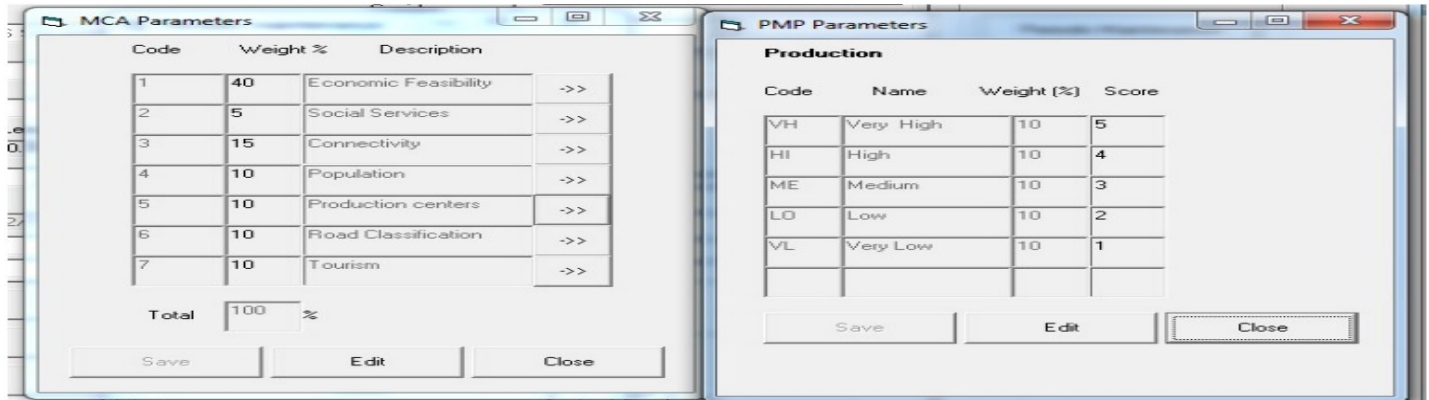 MCA Parameters
Code Weight % Description
1 40 Economic Feasibility ->>
2 5 Social Services ->>
3 15 Connectivity ->>
4 10 Population ->>
5 10 Production centers ->>
6 10 Road Classification ->>
7 10 Tourism ->>
Total 100 %
Save Edit Close
PMP Parameters
Production
Code Name Weight (%) Score
VH Very High 10 5
HI High 10 4
ME Medium 10 3
LO Low 10 2
VL Very Low 10 1
Save Edit Close